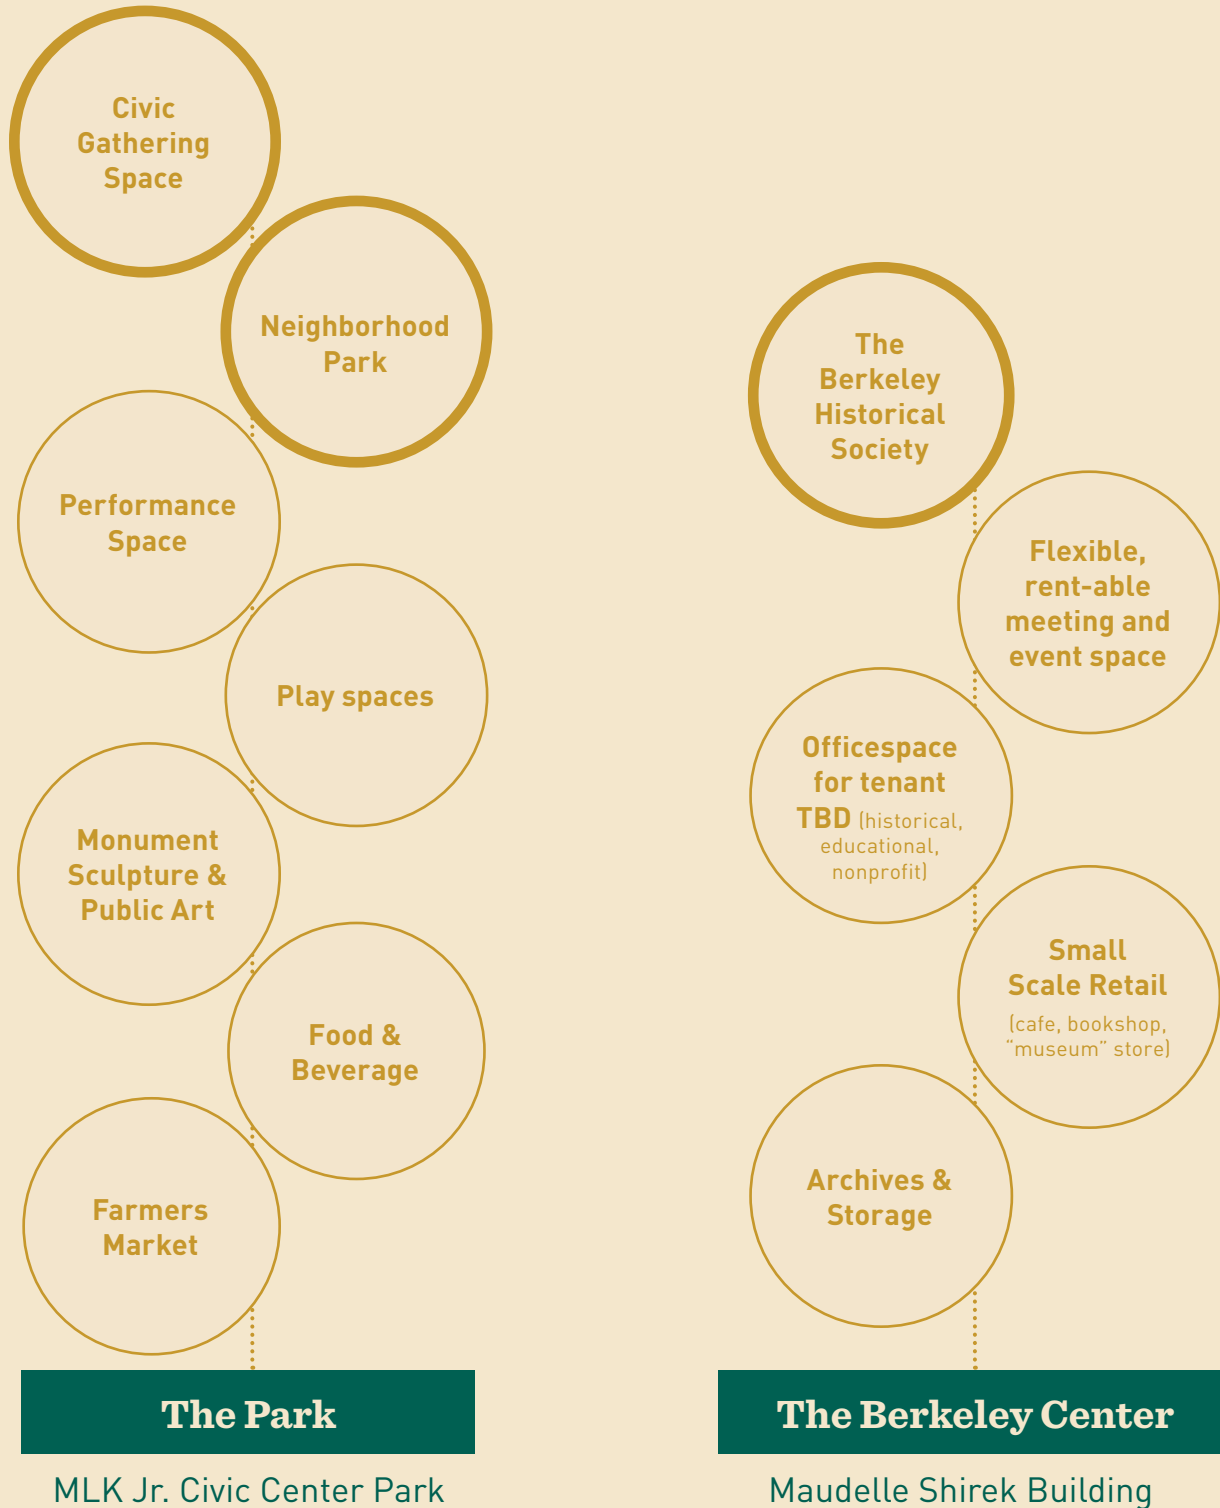 Civic
Gathering
Space
Neighborhood
Park
Performance
Space
Play spaces
Monument
Sculpture &
Public Art
Food &
Beverage
Farmers
Market
The Park
MLK Jr. Civic Center Park
The
Berkeley
Historical
Society
Flexible,
rent-able
meeting and
event space
Officespace
for tenant
TBD (historical,
educational,
nonprofit)
Small
Scale Retail
(cafe, bookshop,
“museum” store)
Archives &
Storage
The Berkeley Center
Maudelle Shirek Building